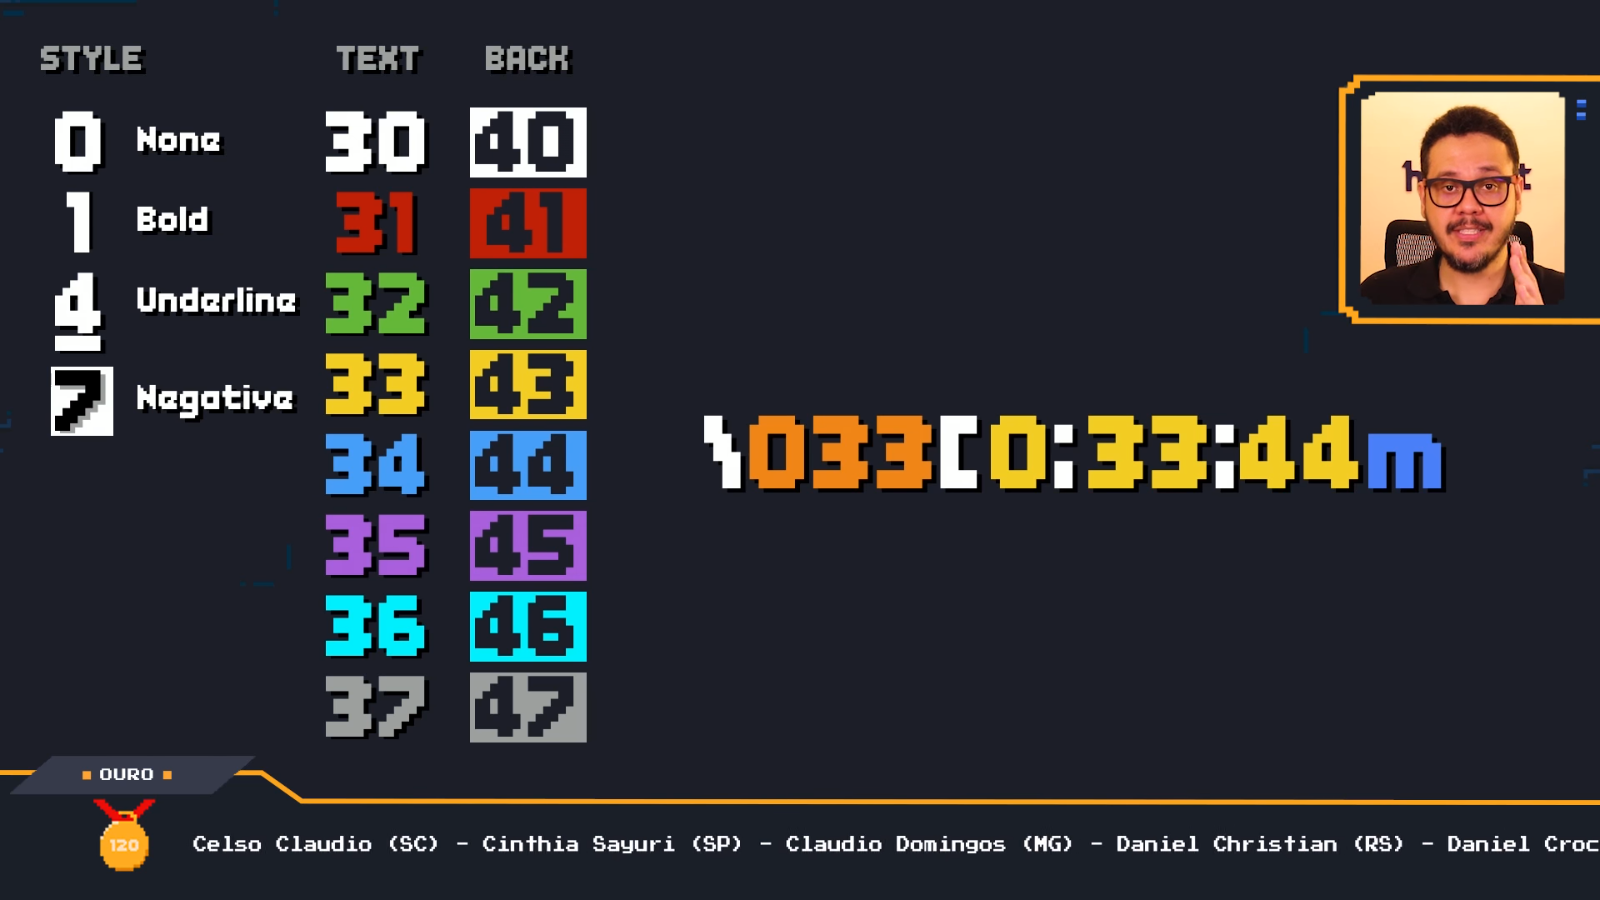 STYLE TEXT BACK
0 None 30 40
1 Bold 31 41
4 Underline 32 42
7 Negative 33 43
34 44
\033[0:33:44m
35 45
36 46
37 47
OURO
120
Celso Claudio (SC) - Cinthia Sayuri (SP) - Claudio Domingos (MG) - Daniel Christian (RS) - Daniel Croc